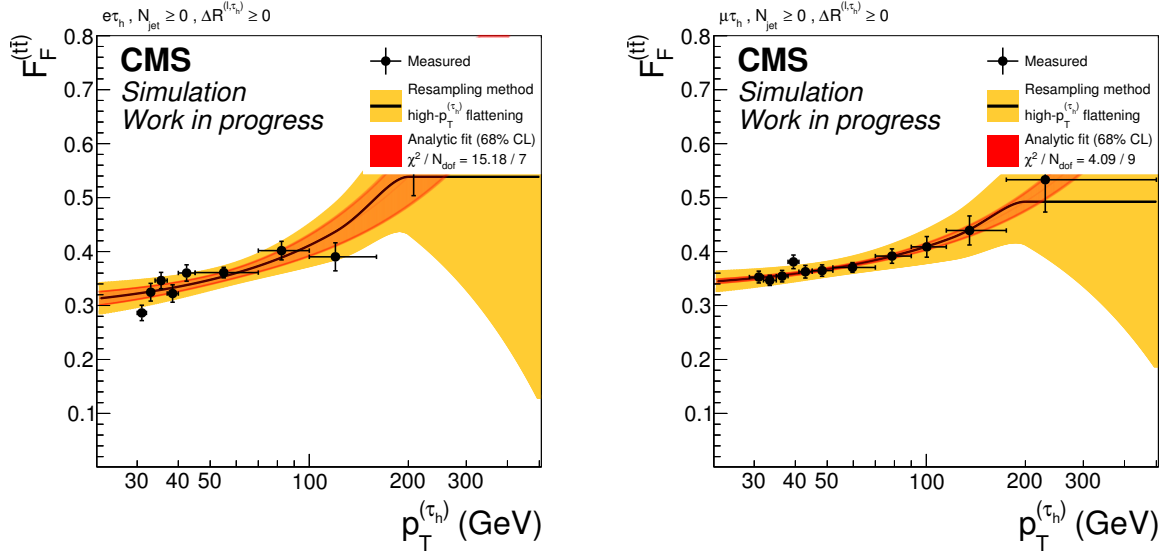 eτ_h , N_jet ≥ 0 , ΔR^(l,τ_h) ≥ 0
F_F^(tt̄)
0.8
0.7
0.6
0.5
0.4
0.3
0.2
0.1
CMS
Simulation
Work in progress
Measured
Resampling method
high-p_T^(τ_h) flattening
Analytic fit (68% CL)
χ² / N_dof = 15.18 / 7
30 40 50 100 200 300
p_T^(τ_h) (GeV)
μτ_h , N_jet ≥ 0 , ΔR^(l,τ_h) ≥ 0
F_F^(tt̄)
0.8
0.7
0.6
0.5
0.4
0.3
0.2
0.1
CMS
Simulation
Work in progress
Measured
Resampling method
high-p_T^(τ_h) flattening
Analytic fit (68% CL)
χ² / N_dof = 4.09 / 9
30 40 50 100 200 300
p_T^(τ_h) (GeV)